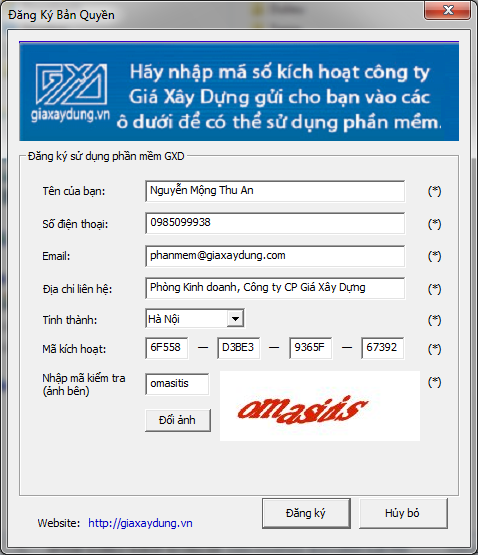 Đăng Ký Bản Quyền
GXD
giaxaydung.vn
Hãy nhập mã số kích hoạt công ty
Giá Xây Dựng gửi cho bạn vào các
ô dưới để có thể sử dụng phần mềm.
Đăng ký sử dụng phần mềm GXD
Tên của bạn: Nguyễn Mộng Thu An (*)
Số điện thoại: 0985099938 (*)
Email: phanmem@giaxaydung.com (*)
Địa chỉ liên hệ: Phòng Kinh doanh, Công ty CP Giá Xây Dựng (*)
Tỉnh thành: Hà Nội (*)
Mã kích hoạt: 6F558 — D3BE3 — 9365F — 67392 (*)
Nhập mã kiểm tra
(ảnh bên) omasitis omasitis (*)
Đổi ảnh
Đăng ký Hủy bỏ
Website: http://giaxaydung.vn